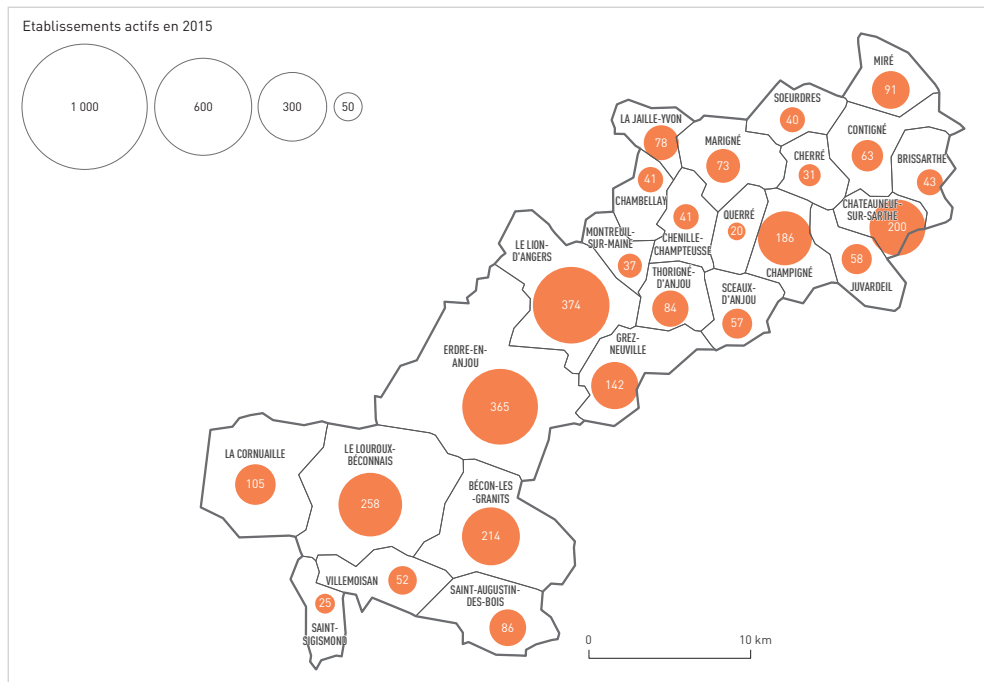 Etablissements actifs en 2015
1 000
600
300
50
MIRÉ
91
SOEURDRES
40
LA JAILLE-YVON
78
MARIGNÉ
73
CONTIGNÉ
63
CHERRÉ
31
BRISSARTHE
43
41
CHAMBELLAY
41
CHENILLE-
CHAMPTEUSSE
QUERRÉ
20
CHATEAUNEUF-
SUR-SARTHE
200
186
CHAMPIGNÉ
58
JUVARDEIL
MONTREUIL-
SUR-MAINE
37
LE LION-
D'ANGERS
374
THORIGNÉ-
D'ANJOU
84
SCEAUX-
D'ANJOU
57
GREZ-
NEUVILLE
142
ERDRE-EN-
ANJOU
365
LA CORNUAILLE
105
LE LOUROUX-
BÉCONNAIS
258
BÉCON-LES
-GRANITS
214
VILLEMOISAN
52
SAINT-AUGUSTIN-
DES-BOIS
86
25
SAINT-
SIGISMOND
0
10 km